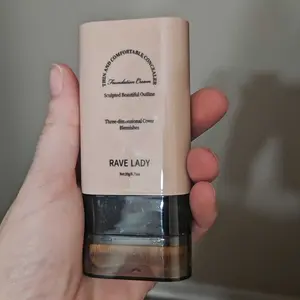 THIN AND COMFORTABLE CONCEALER
Foundation Cream
Sculpted Beautiful Outline
Three-dimensional Cover
Blemishes
RAVE LADY